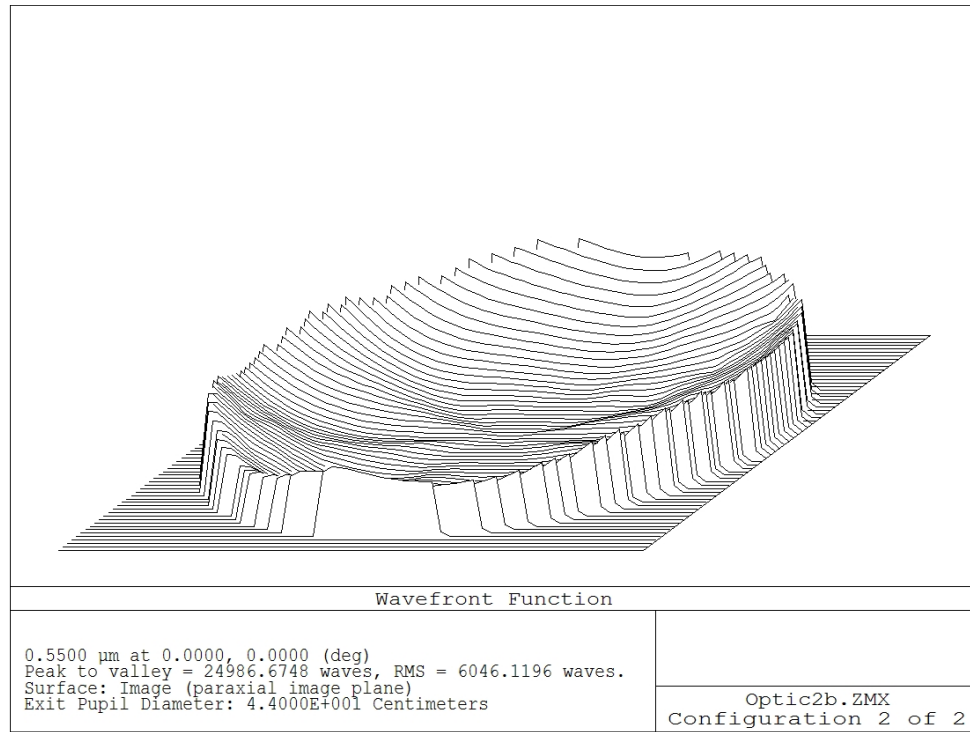 Wavefront Function
0.5500 µm at 0.0000, 0.0000 (deg)
Peak to valley = 24986.6748 waves, RMS = 6046.1196 waves.
Surface: Image (paraxial image plane)
Exit Pupil Diameter: 4.4000E+001 Centimeters
Optic2b.ZMX
Configuration 2 of 2